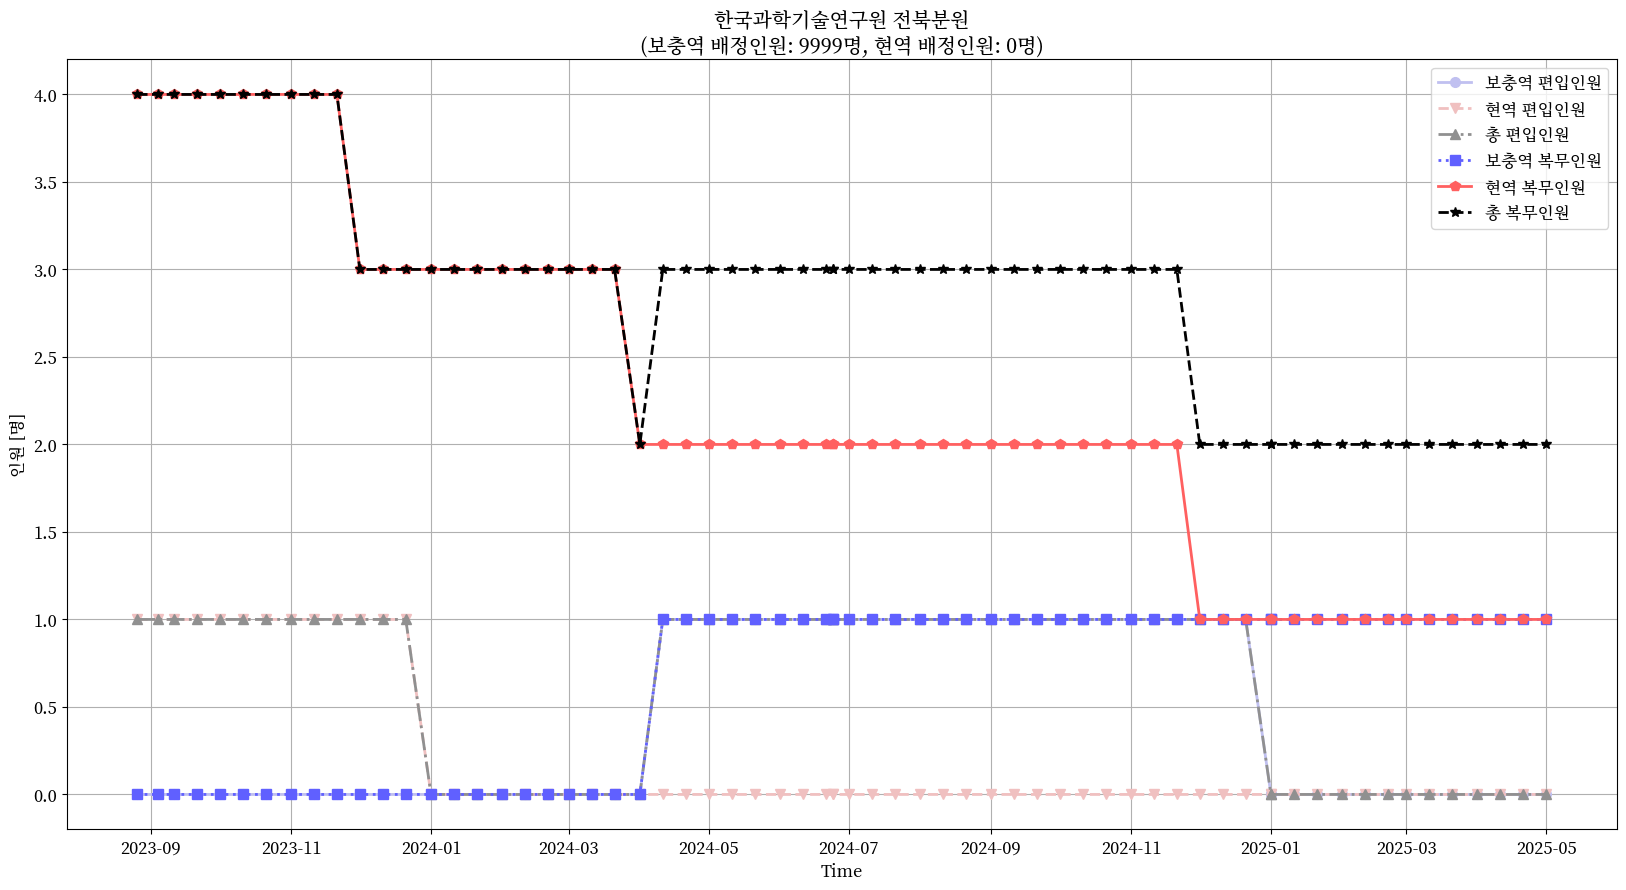 한국과학기술연구원 전북분원
(보충역 배정인원: 9999명, 현역 배정인원: 0명)
보충역 편입인원
현역 편입인원
총 편입인원
보충역 복무인원
현역 복무인원
총 복무인원
인원 [명]
4.0
3.5
3.0
2.5
2.0
1.5
1.0
0.5
0.0
2023-09
2023-11
2024-01
2024-03
2024-05
2024-07
2024-09
2024-11
2025-01
2025-03
2025-05
Time